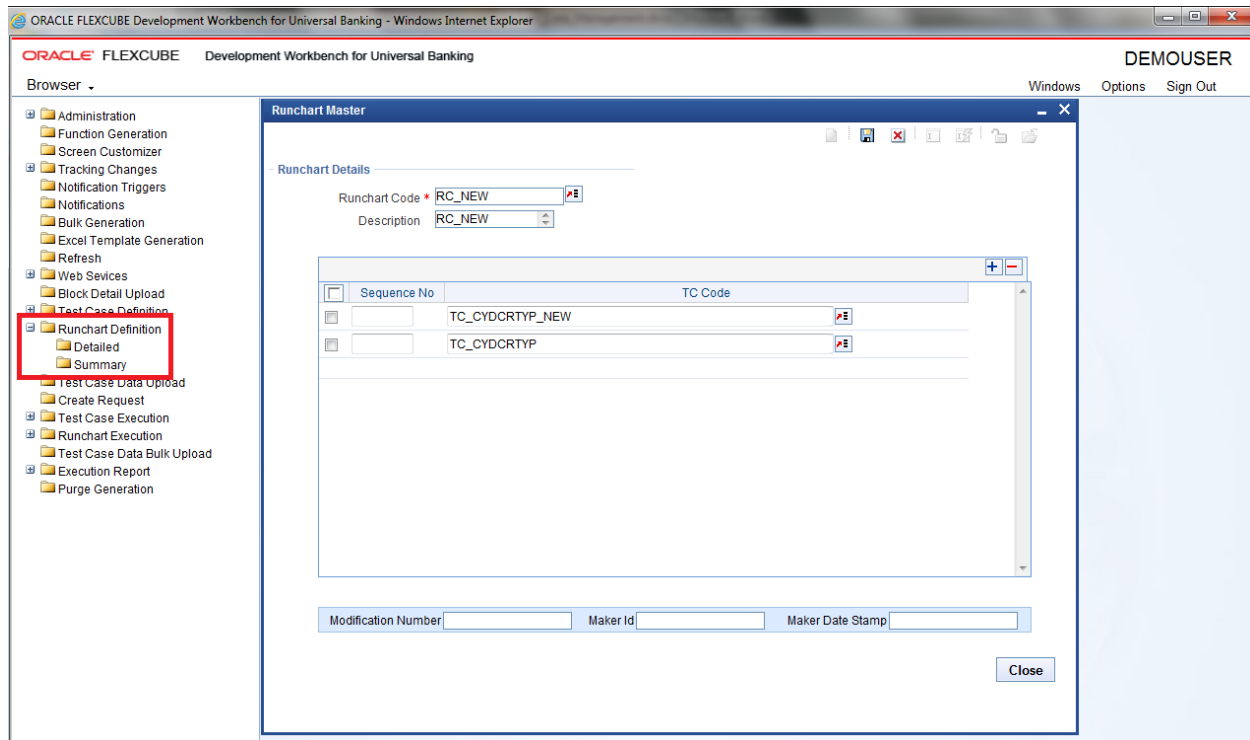 ORACLE FLEXCUBE Development Workbench for Universal Banking - Windows Internet Explorer
ORACLE FLEXCUBE Development Workbench for Universal Banking
DEMOUSER
Browser
Windows Options Sign Out
Administration
Function Generation
Screen Customizer
Tracking Changes
Notification Triggers
Notifications
Bulk Generation
Excel Template Generation
Refresh
Web Sevices
Block Detail Upload
Test Case Definition
Runchart Definition
Detailed
Summary
Test Case Data Upload
Create Request
Test Case Execution
Runchart Execution
Test Case Data Bulk Upload
Execution Report
Purge Generation
Runchart Master
Runchart Details
Runchart Code * RC_NEW
Description RC_NEW
Sequence No TC Code
TC_CYDCRTYP_NEW
TC_CYDCRTYP
Modification Number Maker Id Maker Date Stamp
Close